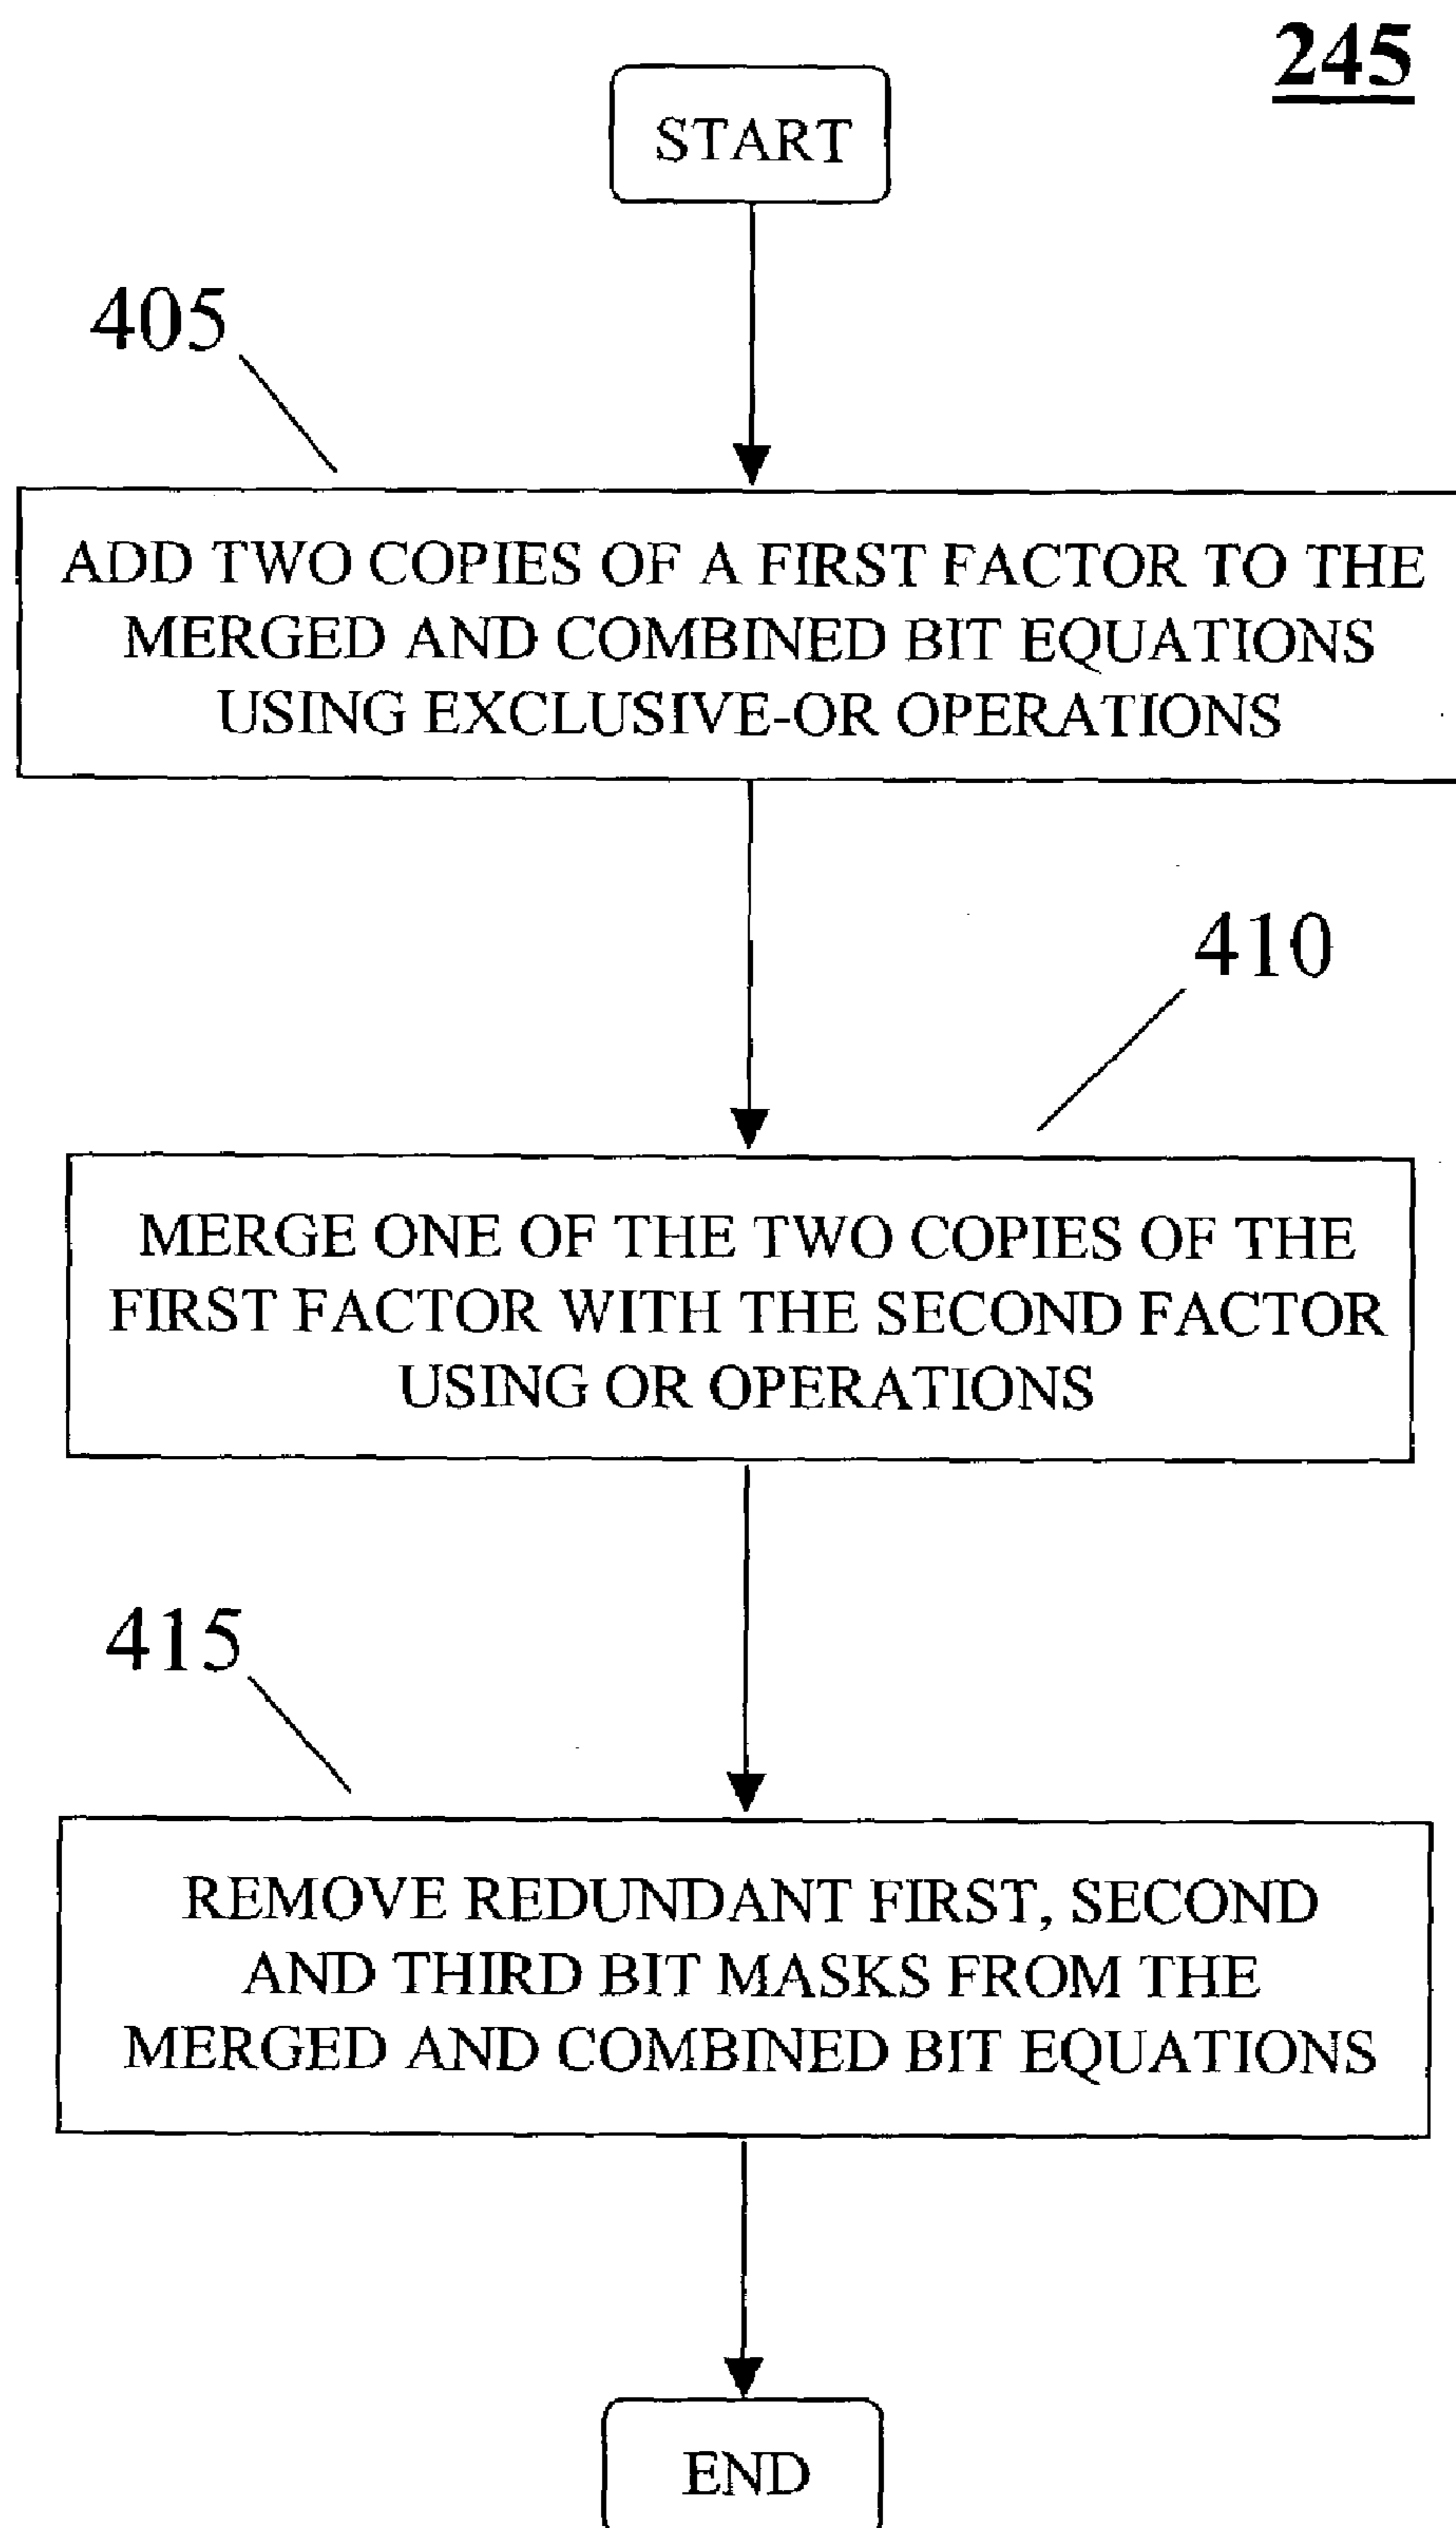 245
START
405
ADD TWO COPIES OF A FIRST FACTOR TO THE
MERGED AND COMBINED BIT EQUATIONS
USING EXCLUSIVE-OR OPERATIONS
410
MERGE ONE OF THE TWO COPIES OF THE
FIRST FACTOR WITH THE SECOND FACTOR
USING OR OPERATIONS
415
REMOVE REDUNDANT FIRST, SECOND
AND THIRD BIT MASKS FROM THE
MERGED AND COMBINED BIT EQUATIONS
END